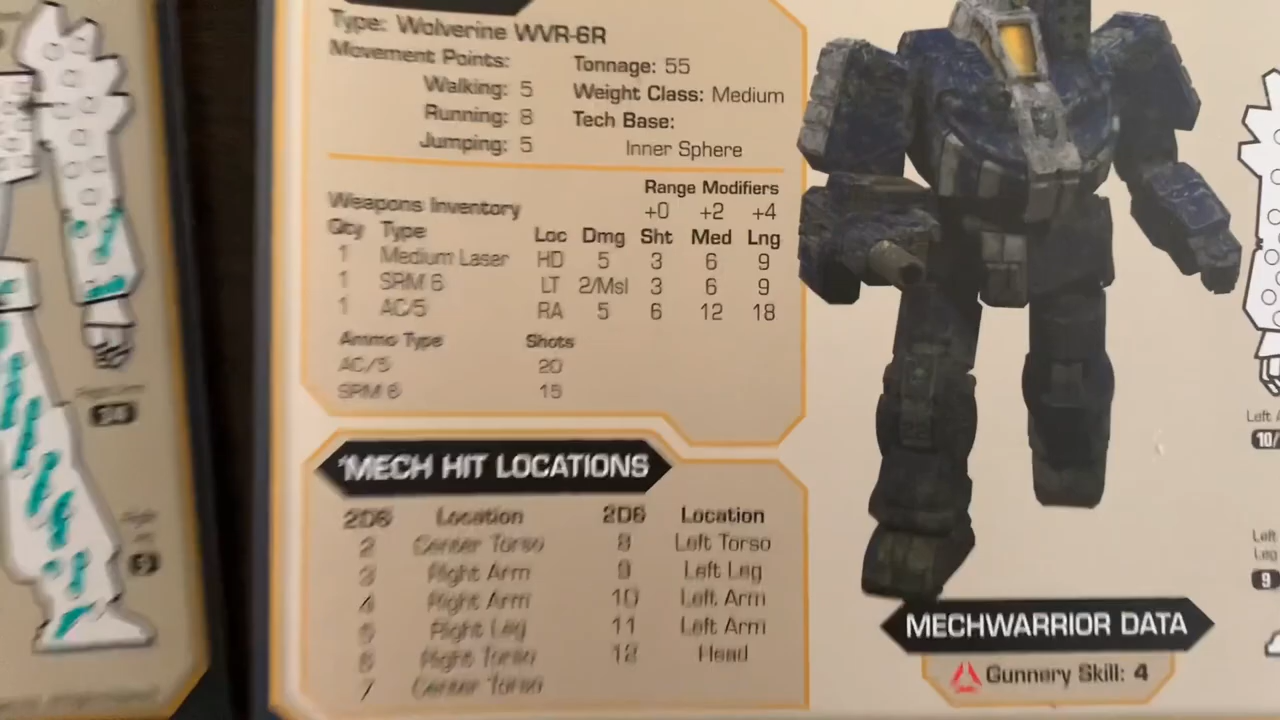 Type: Wolverine WVR-6R
Movement Points:
Walking: 5
Running: 8
Jumping: 5
Tonnage: 55
Weight Class: Medium
Tech Base:
Inner Sphere
Weapons Inventory
Range Modifiers
+0 +2 +4
Qty Type Loc Dmg Sht Med Lng
1 Medium Laser HD 5 3 6 9
1 SRM 6 LT 2/Msl 3 6 9
1 AC/5 RA 5 6 12 18
Ammo Type Shots
AC/5 20
SRM 6 15
'MECH HIT LOCATIONS
2D6 Location 2D6 Location
2 Center Torso 8 Left Torso
3 Right Arm 9 Left Leg
4 Right Arm 10 Left Arm
5 Right Leg 11 Left Arm
6 Right Torso 12 Head
7 Center Torso
MECHWARRIOR DATA
Gunnery Skill: 4
Left
10/
Left
Leg
9